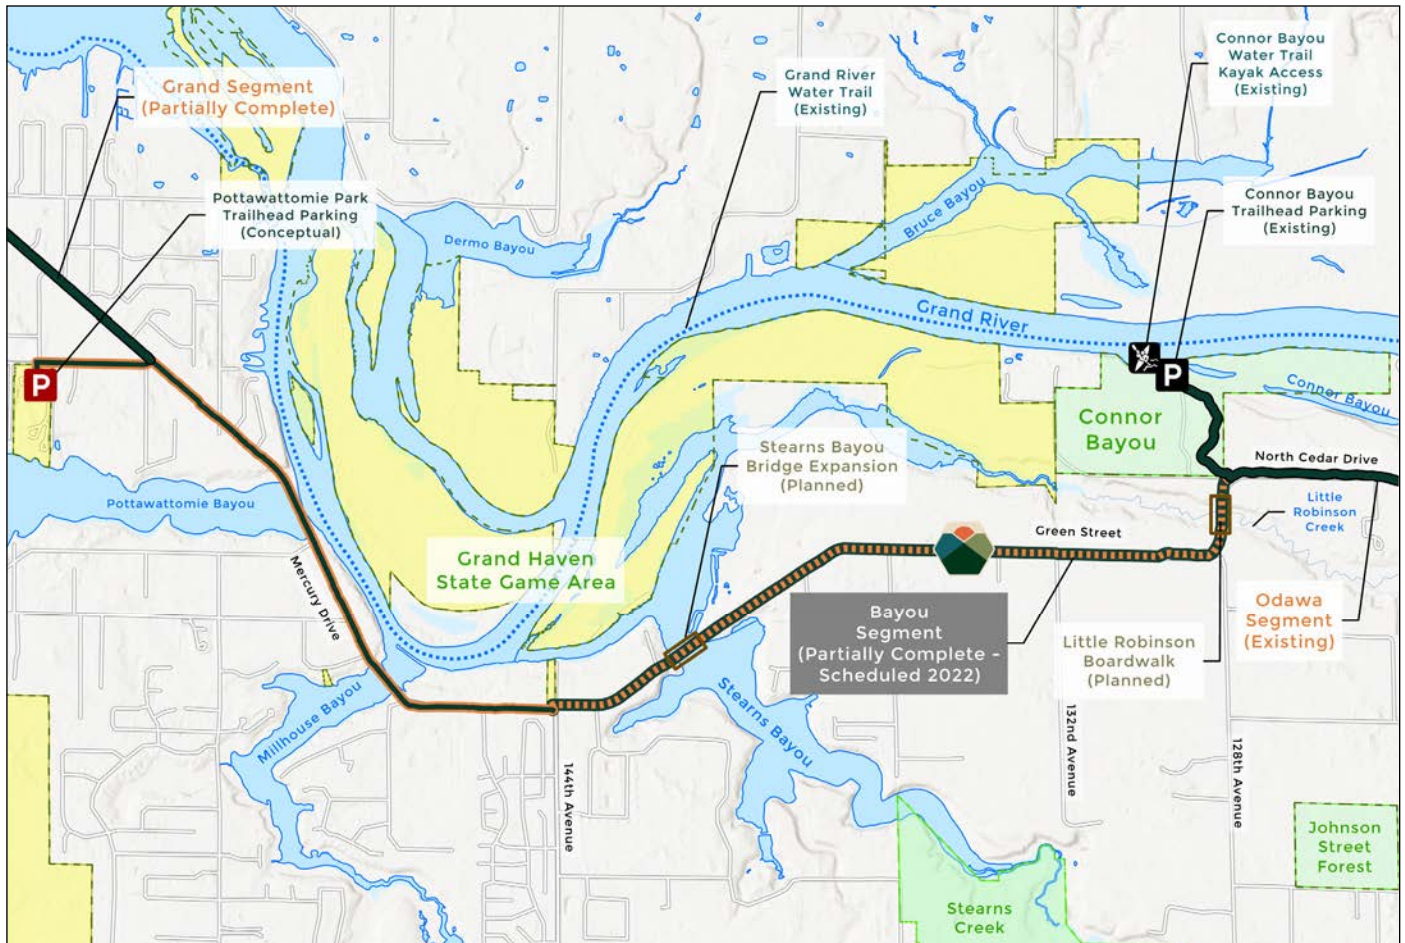 Grand Segment
(Partially Complete)
Pottawattomie Park
Trailhead Parking
(Conceptual)
P
Dermo Bayou
Grand River
Water Trail
(Existing)
Bruce Bayou
Connor Bayou
Water Trail
Kayak Access
(Existing)
Connor Bayou
Trailhead Parking
(Existing)
Grand River
P
Connor Bayou
Connor
Bayou
North Cedar Drive
Little
Robinson
Creek
Stearns Bayou
Bridge Expansion
(Planned)
Pottawattomie Bayou
Green Street
Grand Haven
State Game Area
Mercury Drive
Bayou
Segment
(Partially Complete -
Scheduled 2022)
Little Robinson
Boardwalk
(Planned)
Odawa
Segment
(Existing)
Millhouse Bayou
Stearns Bayou
144th Avenue
132nd Avenue
128th Avenue
Johnson
Street
Forest
Stearns
Creek